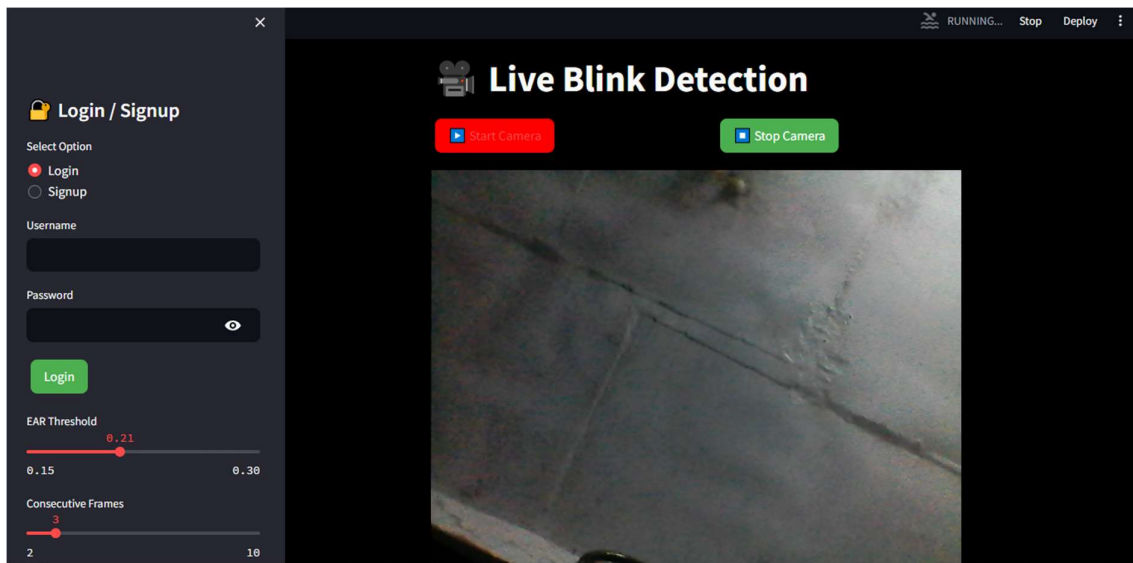 RUNNING...
Stop
Deploy
Login / Signup
Select Option
Login
Signup
Username
Password
Login
EAR Threshold
0.21
0.15 0.30
Consecutive Frames
3
2 10
Live Blink Detection
Start Camera
Stop Camera